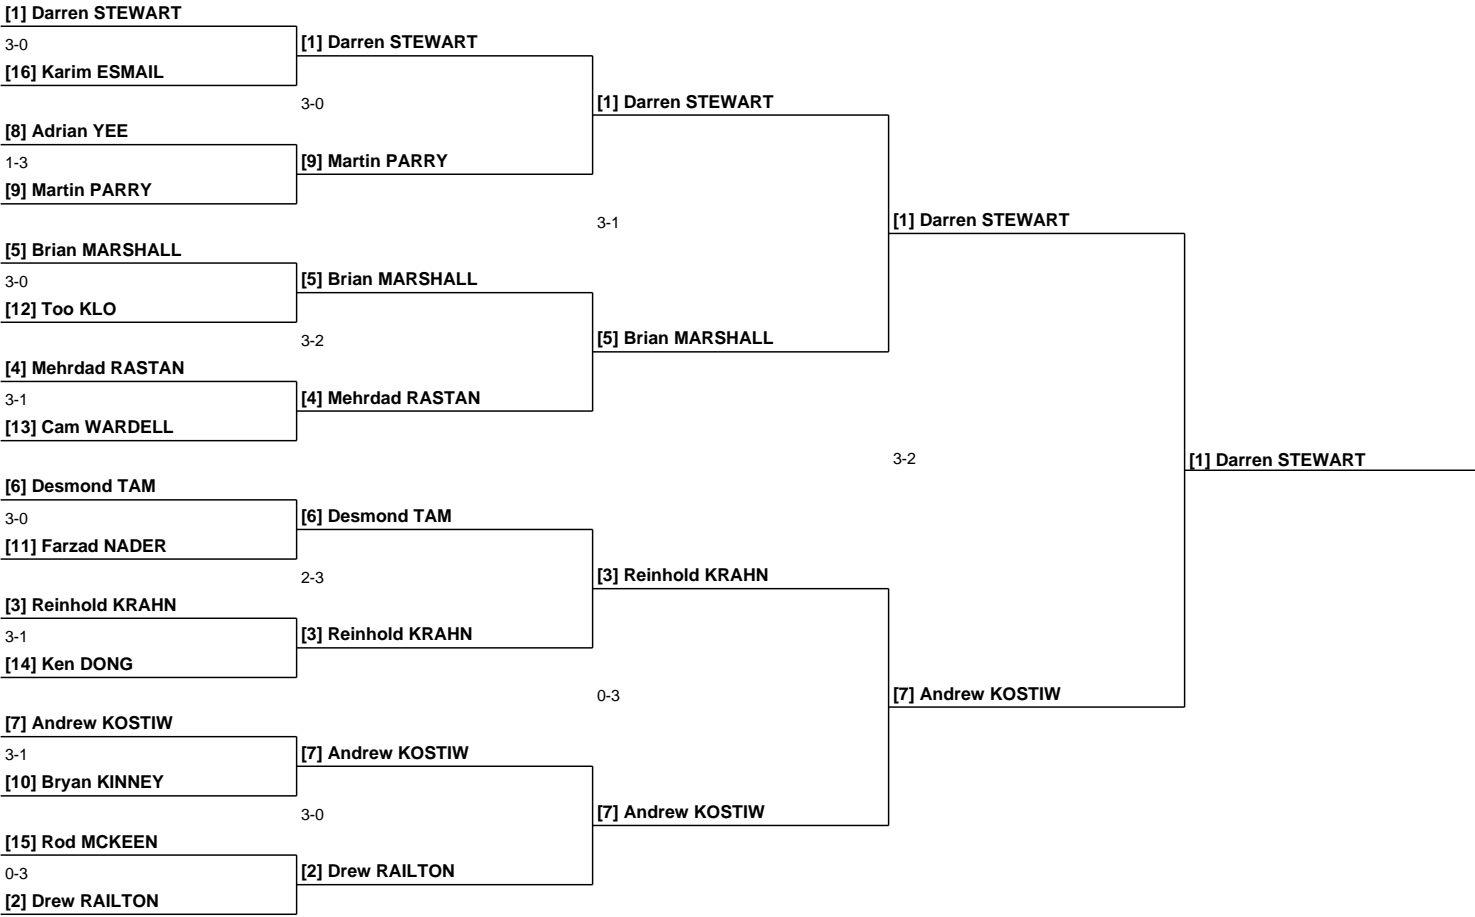 [1] Darren STEWART
3-0
[16] Karim ESMAIL
[8] Adrian YEE
1-3
[9] Martin PARRY
[5] Brian MARSHALL
3-0
[12] Too KLO
[4] Mehrdad RASTAN
3-1
[13] Cam WARDELL
[6] Desmond TAM
3-0
[11] Farzad NADER
[3] Reinhold KRAHN
3-1
[14] Ken DONG
[7] Andrew KOSTIW
3-1
[10] Bryan KINNEY
[15] Rod MCKEEN
0-3
[2] Drew RAILTON
[1] Darren STEWART
3-0
[9] Martin PARRY
[5] Brian MARSHALL
3-2
[4] Mehrdad RASTAN
[6] Desmond TAM
2-3
[3] Reinhold KRAHN
[7] Andrew KOSTIW
3-0
[2] Drew RAILTON
[1] Darren STEWART
3-1
[5] Brian MARSHALL
[3] Reinhold KRAHN
0-3
[7] Andrew KOSTIW
[1] Darren STEWART
3-2
[7] Andrew KOSTIW
[1] Darren STEWART